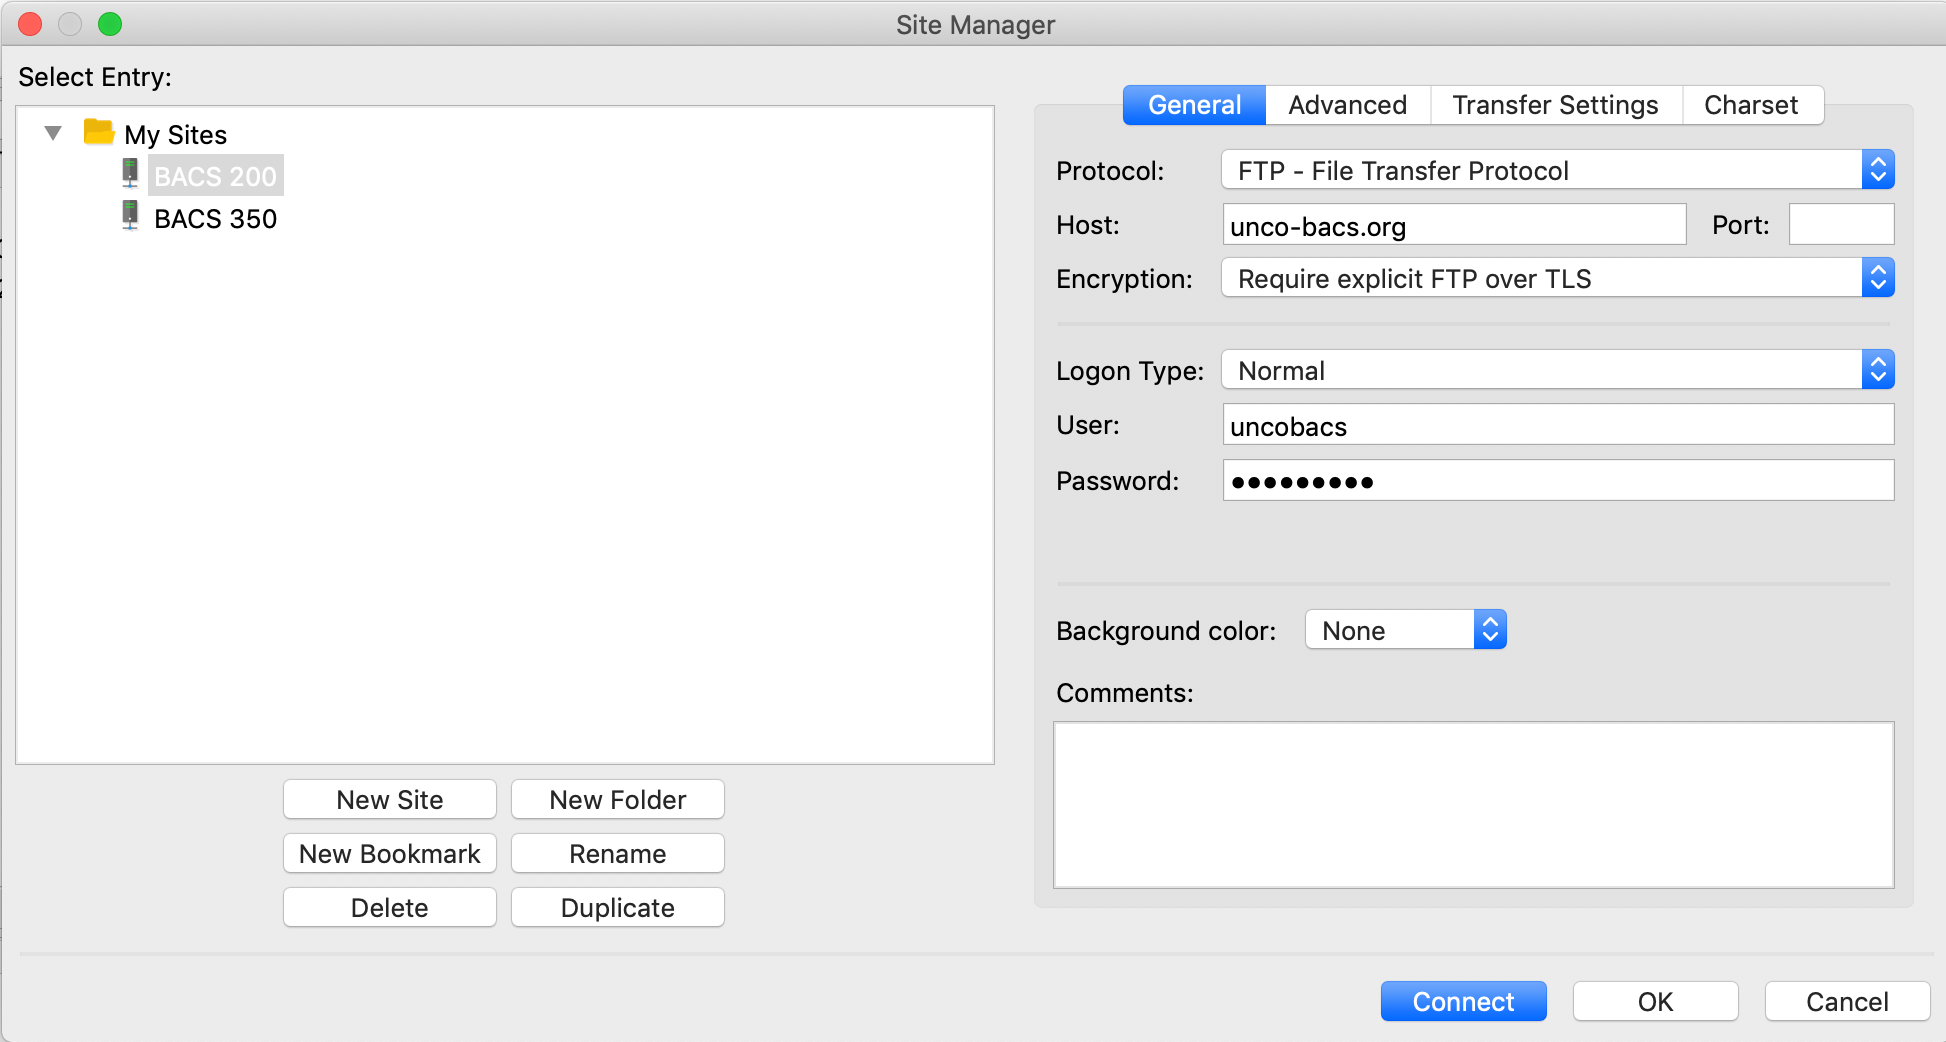 Site Manager
Select Entry:
My Sites
BACS 200
BACS 350
New Site
New Folder
New Bookmark
Rename
Delete
Duplicate
General
Advanced
Transfer Settings
Charset
Protocol:
FTP - File Transfer Protocol
Host:
unco-bacs.org
Port:
Encryption:
Require explicit FTP over TLS
Logon Type:
Normal
User:
uncobacs
Password:
●●●●●●●●●
Background color:
None
Comments:
Connect
OK
Cancel